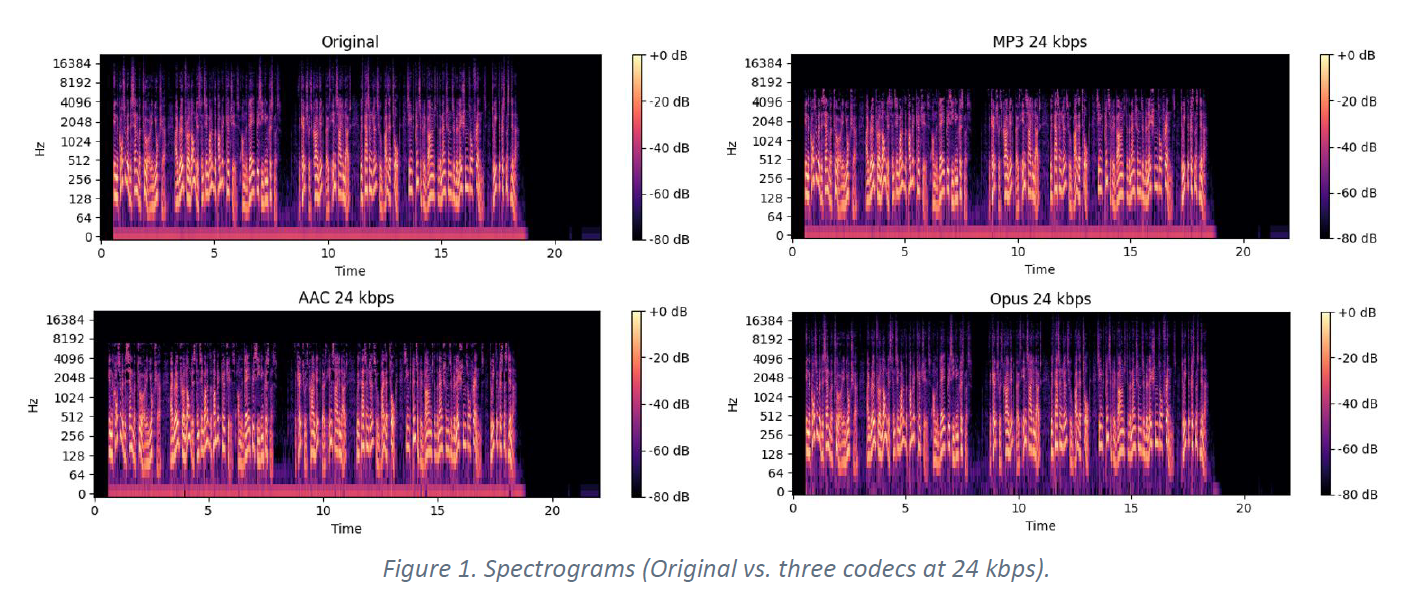 Original
16384
8192
4096
2048
1024
512
256
128
64
0
Hz
0 5 10 15 20
Time
+0 dB
-20 dB
-40 dB
-60 dB
-80 dB
MP3 24 kbps
16384
8192
4096
2048
1024
512
256
128
64
0
Hz
0 5 10 15 20
Time
+0 dB
-20 dB
-40 dB
-60 dB
-80 dB
AAC 24 kbps
16384
8192
4096
2048
1024
512
256
128
64
0
Hz
0 5 10 15 20
Time
+0 dB
-20 dB
-40 dB
-60 dB
-80 dB
Opus 24 kbps
16384
8192
4096
2048
1024
512
256
128
64
0
Hz
0 5 10 15 20
Time
+0 dB
-20 dB
-40 dB
-60 dB
-80 dB
Figure 1. Spectrograms (Original vs. three codecs at 24 kbps).